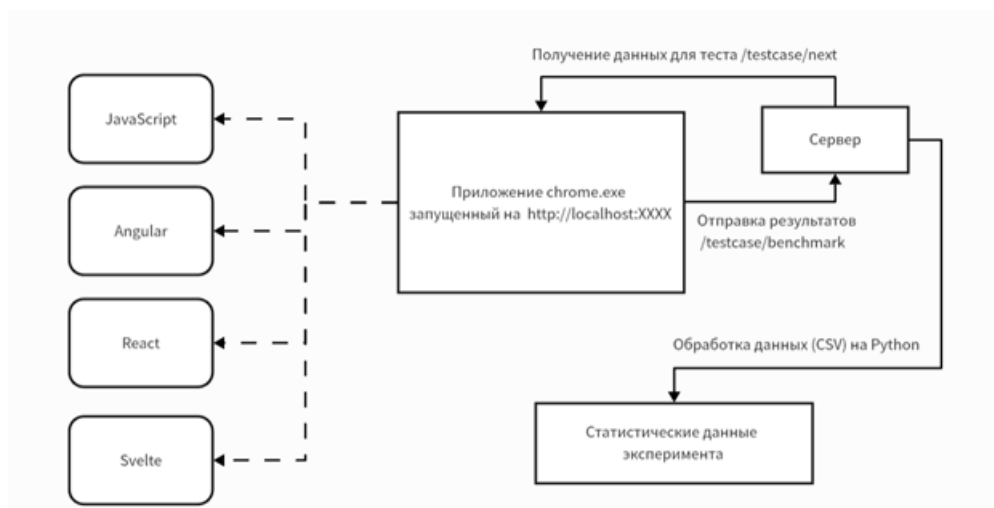 Получение данных для теста /testcase/next
JavaScript
Сервер
Приложение chrome.exe
запущенный на http://localhost:XXXX
Отправка результатов
/testcase/benchmark
Angular
React
Обработка данных (CSV) на Python
Статистические данные
эксперимента
Svelte